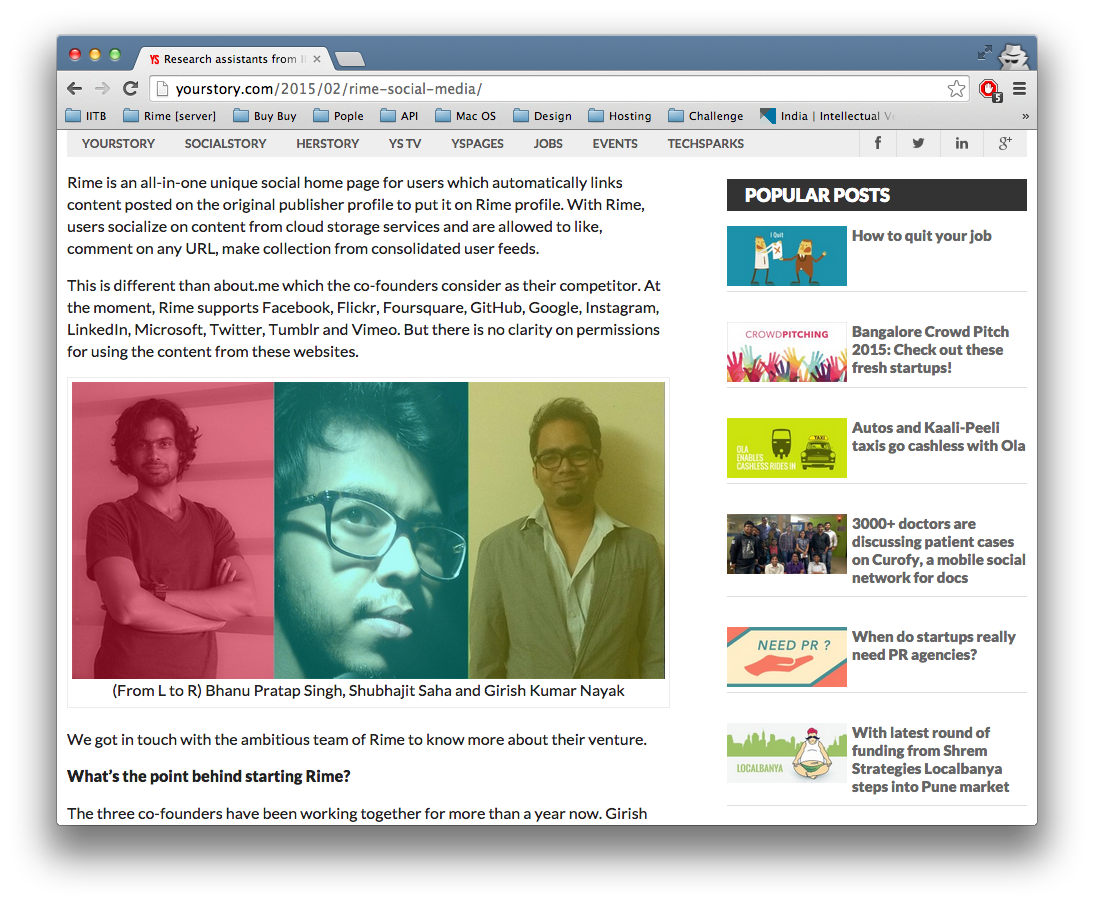 YS Research assistants from I
yourstory.com/2015/02/rime-social-media/
5
IITB Rime [server] Buy Buy Pople API Mac OS Design Hosting Challenge India | Intellectual V »
YOURSTORY SOCIALSTORY HERSTORY YS TV YSPAGES JOBS EVENTS TECHSPARKS
Rime is an all-in-one unique social home page for users which automatically links
content posted on the original publisher profile to put it on Rime profile. With Rime,
users socialize on content from cloud storage services and are allowed to like,
comment on any URL, make collection from consolidated user feeds.
This is different than about.me which the co-founders consider as their competitor. At
the moment, Rime supports Facebook, Flickr, Foursquare, GitHub, Google, Instagram,
LinkedIn, Microsoft, Twitter, Tumblr and Vimeo. But there is no clarity on permissions
for using the content from these websites.
(From L to R) Bhanu Pratap Singh, Shubhajit Saha and Girish Kumar Nayak
We got in touch with the ambitious team of Rime to know more about their venture.
What's the point behind starting Rime?
The three co-founders have been working together for more than a year now. Girish
POPULAR POSTS
I Quit
How to quit your job
CROWDPITCHING
Bangalore Crowd Pitch
2015: Check out these
fresh startups!
OLA
ENABLES
CASHLESS RIDES IN
TAXI
Autos and Kaali-Peeli
taxis go cashless with Ola
3000+ doctors are
discussing patient cases
on Curofy, a mobile social
network for docs
NEED PR ?
When do startups really
need PR agencies?
LOCALBANYA
With latest round of
funding from Shrem
Strategies Localbanya
steps into Pune market